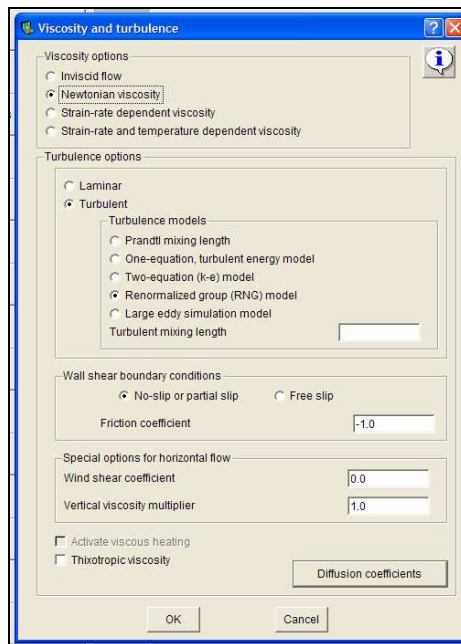 Viscosity and turbulence
Viscosity options
Inviscid flow
Newtonian viscosity
Strain-rate dependent viscosity
Strain-rate and temperature dependent viscosity
Turbulence options
Laminar
Turbulent
Turbulence models
Prandtl mixing length
One-equation, turbulent energy model
Two-equation (k-e) model
Renormalized group (RNG) model
Large eddy simulation model
Turbulent mixing length
Wall shear boundary conditions
No-slip or partial slip Free slip
Friction coefficient -1.0
Special options for horizontal flow
Wind shear coefficient 0.0
Vertical viscosity multiplier 1.0
Activate viscous heating
Thixotropic viscosity
Diffusion coefficients
OK Cancel